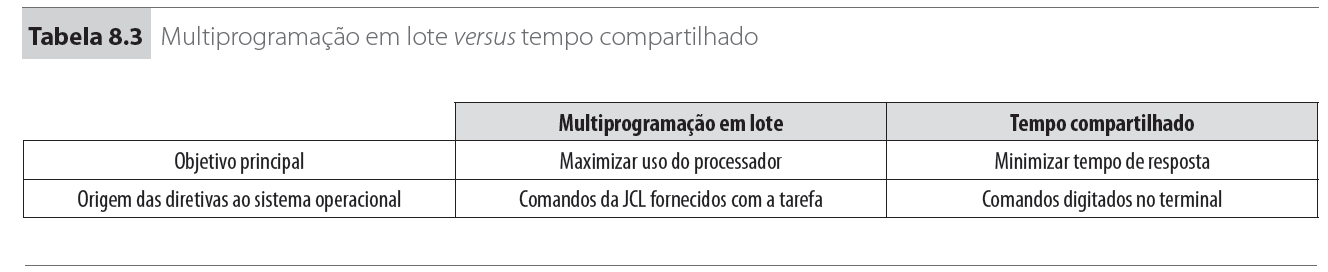 Tabela 8.3 Multiprogramação em lote versus tempo compartilhado
Multiprogramação em lote Tempo compartilhado
Objetivo principal Maximizar uso do processador Minimizar tempo de resposta
Origem das diretivas ao sistema operacional Comandos da JCL fornecidos com a tarefa Comandos digitados no terminal